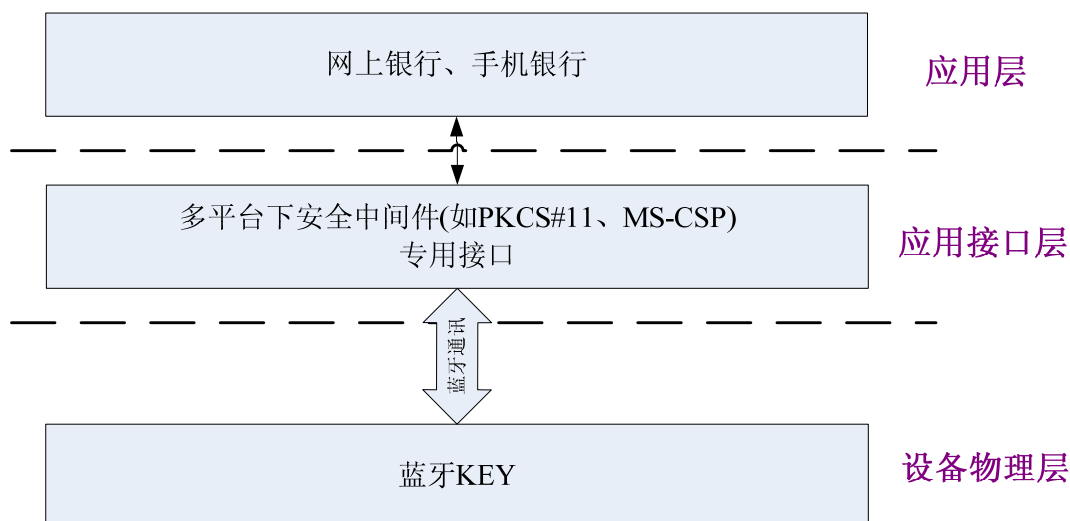 网上银行、手机银行
应用层
多平台下安全中间件(如PKCS#11、MS-CSP)
专用接口
应用接口层
蓝牙通讯
蓝牙KEY
设备物理层